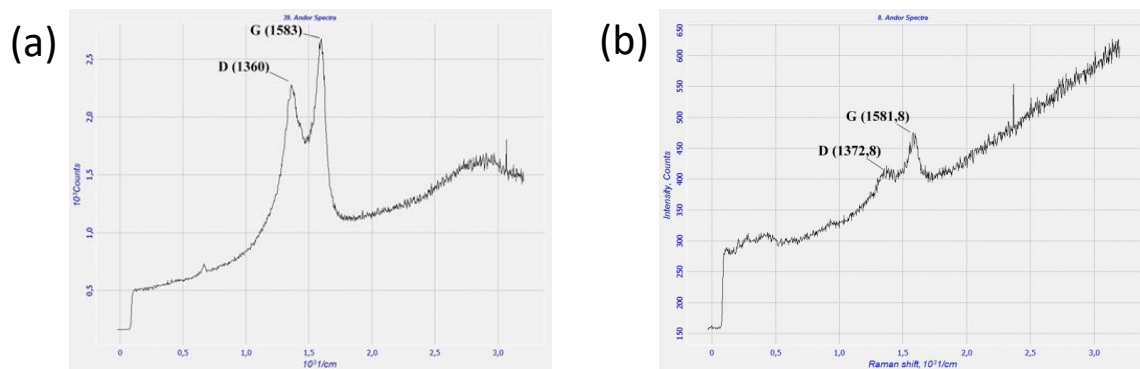 (a)
39. Andor Spectra
G (1583)
D (1360)
10³Counts
2,5
2,0
1,5
1,0
0,5
0
0,5
1,0
1,5
2,0
2,5
3,0
10³1/cm
(b)
8. Andor Spectra
G (1581,8)
D (1372,8)
Intensity, Counts
650
600
550
500
450
400
350
300
250
200
150
0
0,5
1,0
1,5
2,0
2,5
3,0
Raman shift, 10³1/cm